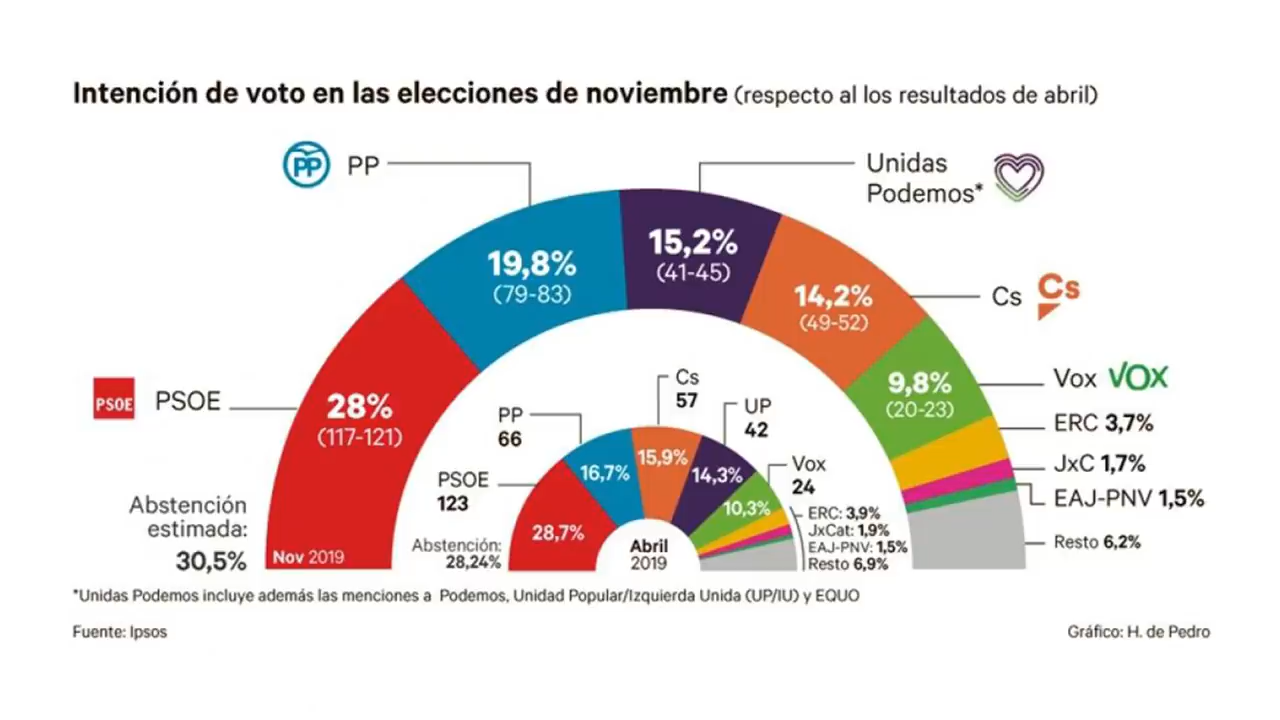 Intención de voto en las elecciones de noviembre (respecto al los resultados de abril)
PP PP
Unidas
Podemos*
15,2%
(41-45)
19,8%
(79-83)
14,2%
(49-52)
Cs Cs
Vox VOX
9,8%
(20-23)
PSOE PSOE
28%
(117-121)
ERC 3,7%
JxC 1,7%
EAJ-PNV 1,5%
Resto 6,2%
Abstención
estimada:
30,5%
Nov 2019
Cs
57
UP
42
PP
66
PSOE
123
Vox
24
15,9%
16,7%
14,3%
10,3%
28,7%
ERC: 3,9%
JxCat: 1,9%
EAJ-PNV: 1,5%
Resto 6,9%
Abstención:
28,24%
Abril
2019
*Unidas Podemos incluye además las menciones a Podemos, Unidad Popular/Izquierda Unida (UP/IU) y EQUO
Fuente: Ipsos
Gráfico: H. de Pedro